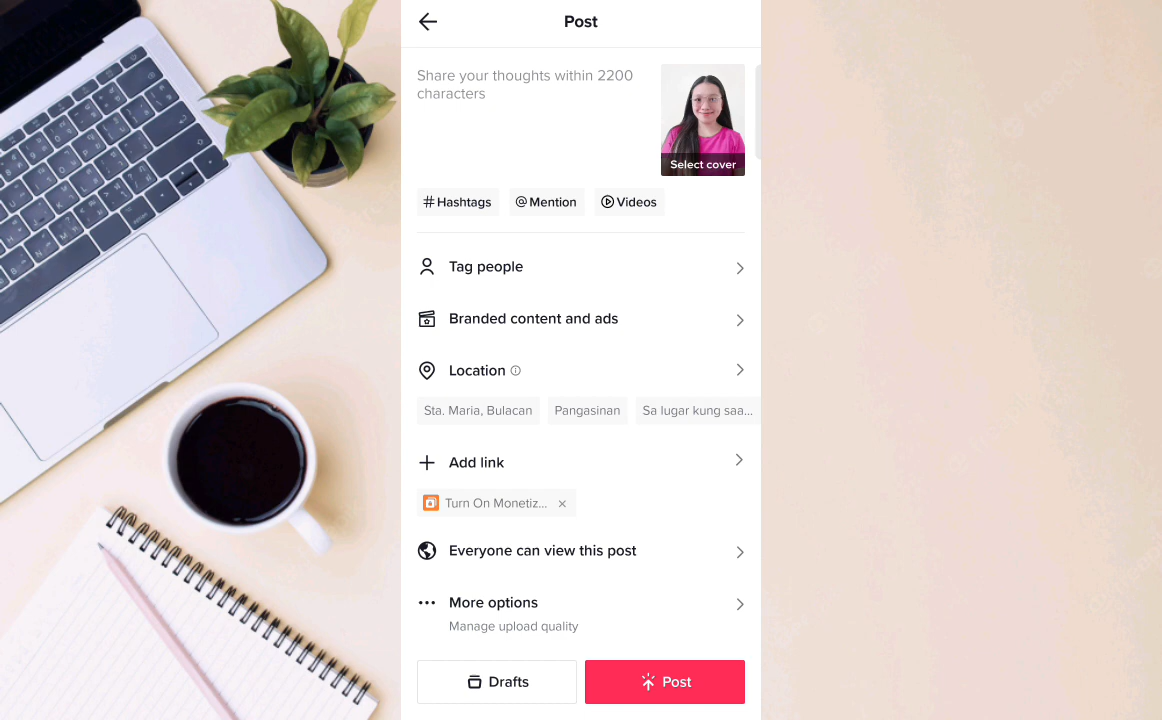 Post
Share your thoughts within 2200
characters
Select cover
#Hashtags
@Mention
Videos
Tag people
Branded content and ads
Location
Sta. Maria, Bulacan
Pangasinan
Sa lugar kung saa...
Add link
Turn On Monetiz...
Everyone can view this post
More options
Manage upload quality
Drafts
Post